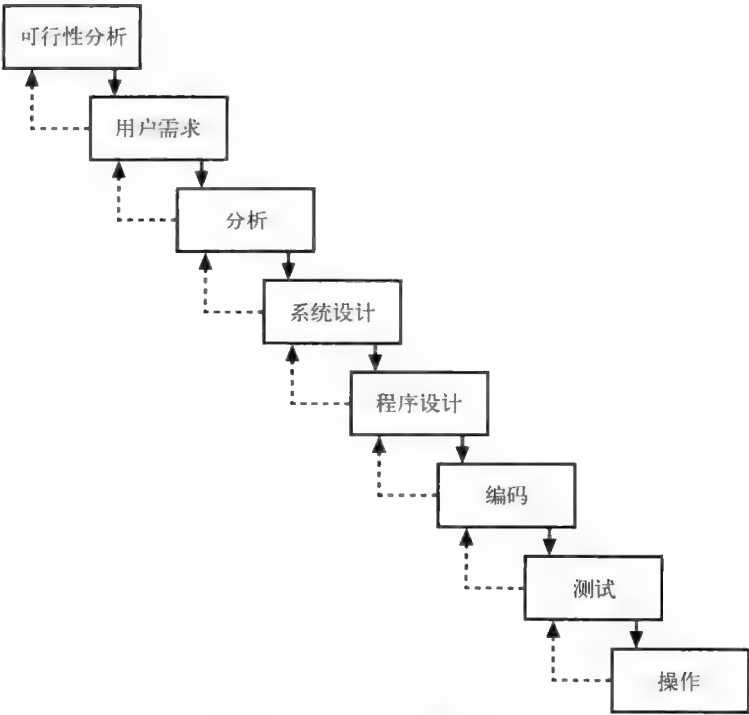 可行性分析
用户需求
分析
系统设计
程序设计
编码
测试
操作